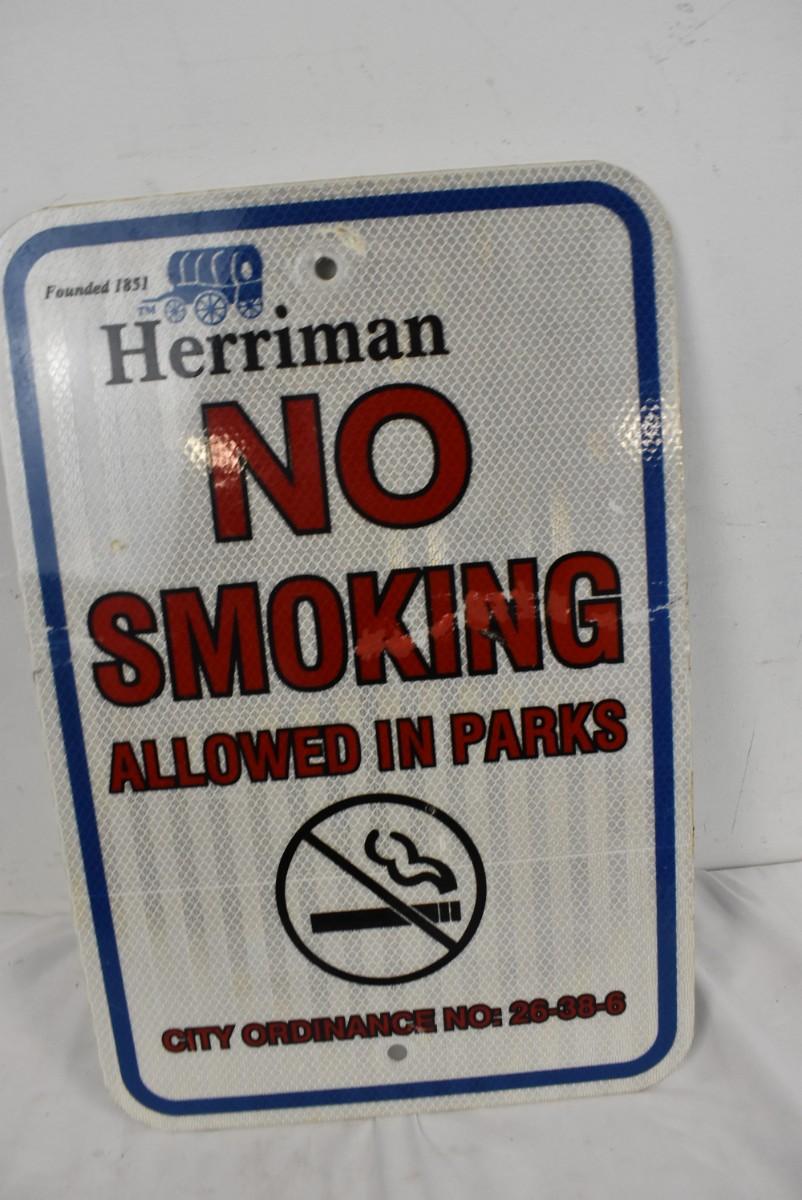 Founded 1851
TM
Herriman
NO
SMOKING
ALLOWED IN PARKS
CITY ORDINANCE NO: 26-38-6